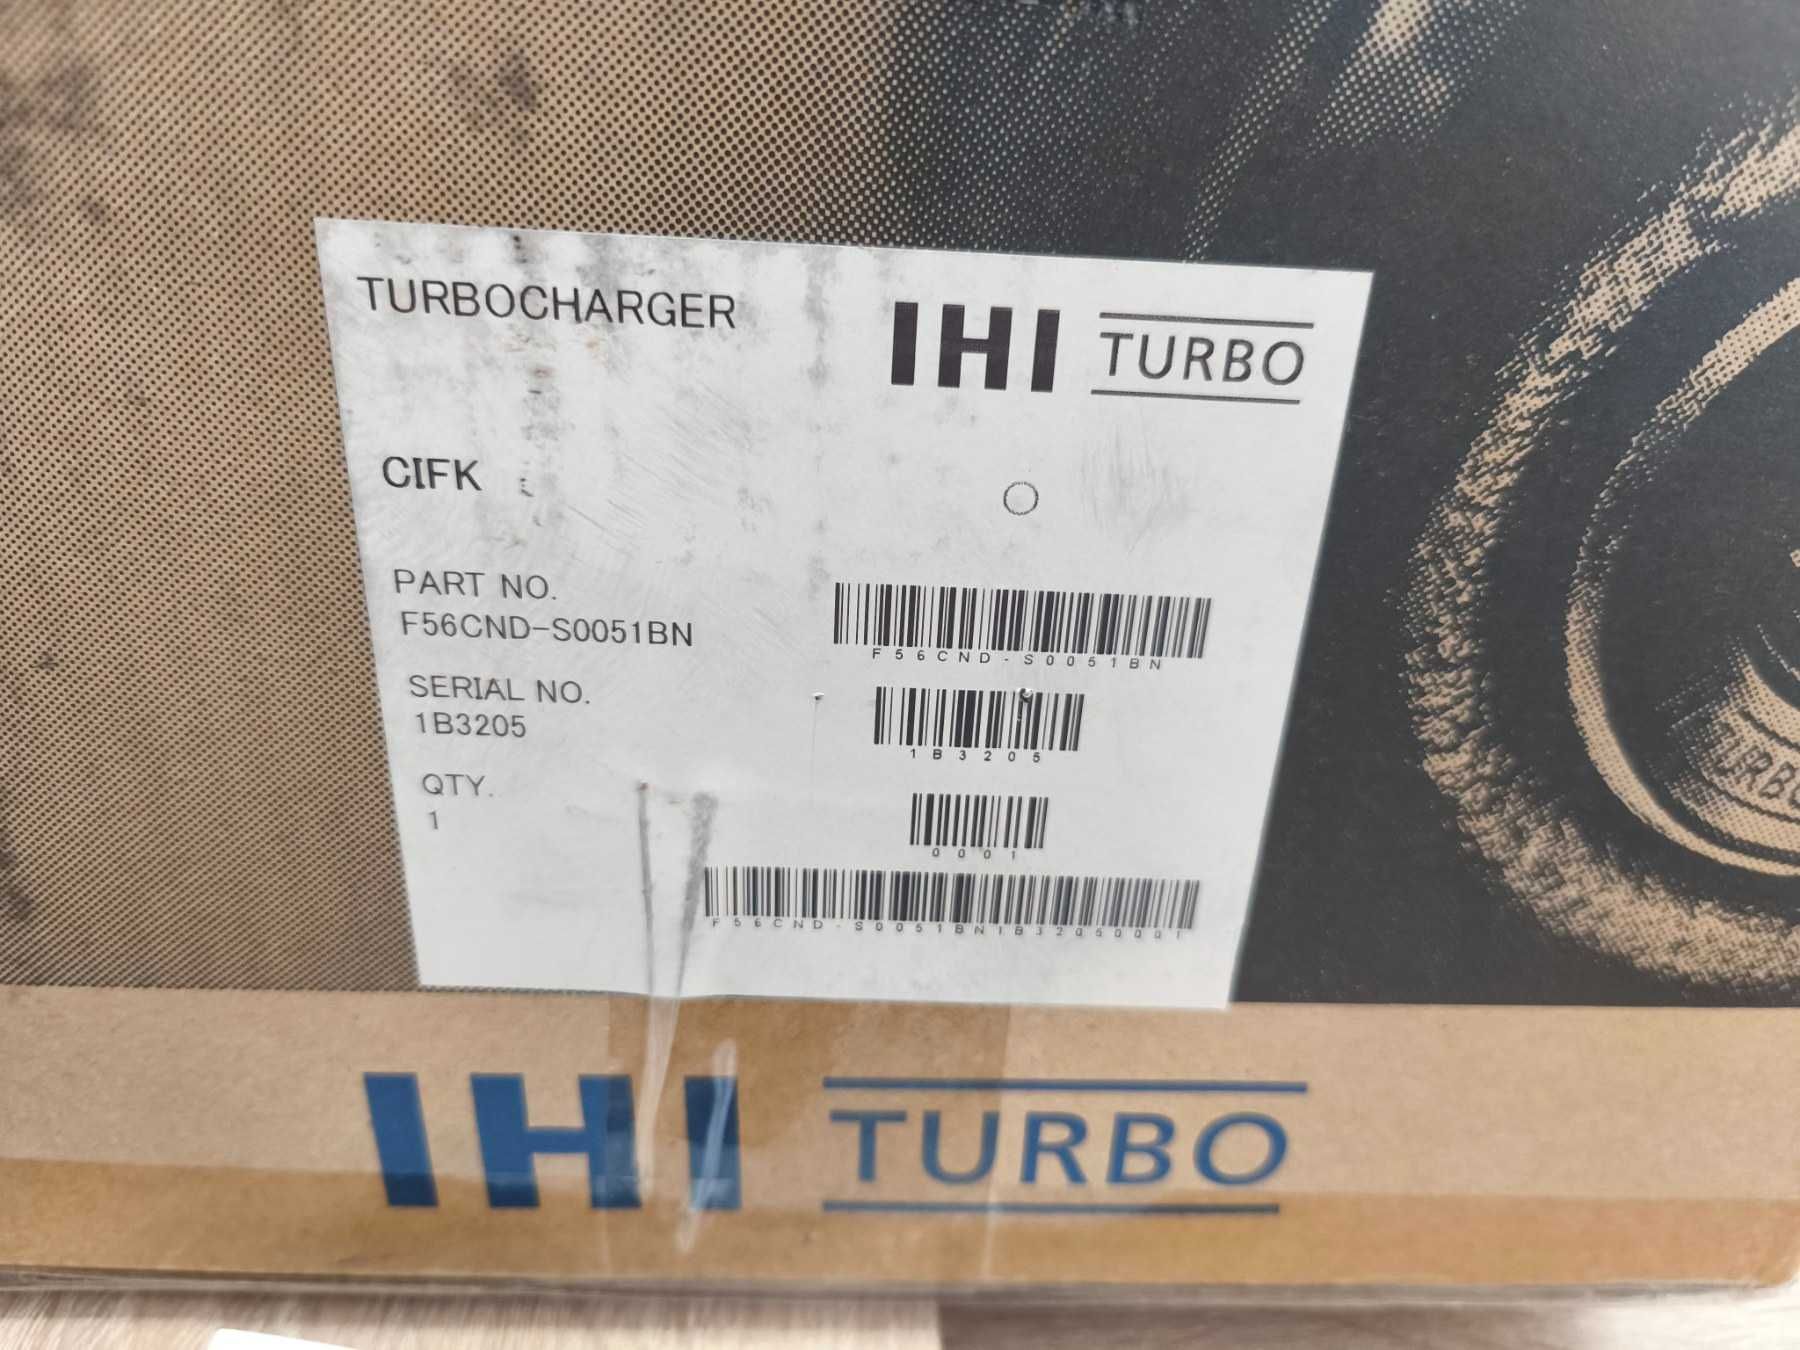 TURBOCHARGER
IHI TURBO
CIFK
PART NO.
F56CND-S0051BN
F56CND-S0051BN
SERIAL NO.
1B3205
1B3205
QTY.
1
0001
F56CND-S0051BN1B32050001
IHI TURBO
TURBO